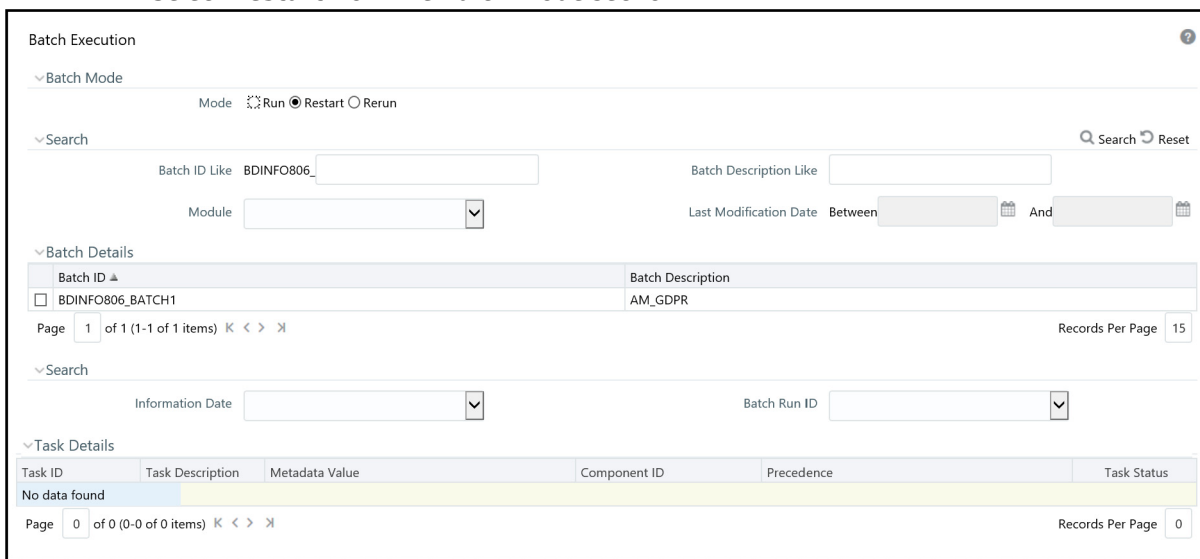 Batch Execution
Batch Mode
Mode Run Restart Rerun
Search Search Reset
Batch ID Like BDINFO806_ Batch Description Like
Module Last Modification Date Between And
Batch Details
Batch ID Batch Description
BDINFO806_BATCH1 AM_GDPR
Page 1 of 1 (1-1 of 1 items) Records Per Page 15
Search
Information Date Batch Run ID
Task Details
Task ID Task Description Metadata Value Component ID Precedence Task Status
No data found
Page 0 of 0 (0-0 of 0 items) Records Per Page 0